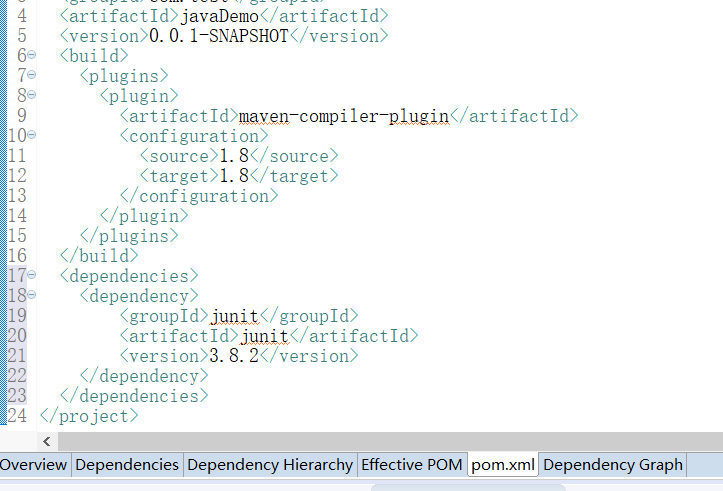 4 <artifactId>javaDemo</artifactId>
5 <version>0.0.1-SNAPSHOT</version>
6 <build>
7 <plugins>
8 <plugin>
9 <artifactId>maven-compiler-plugin</artifactId>
10 <configuration>
11 <source>1.8</source>
12 <target>1.8</target>
13 </configuration>
14 </plugin>
15 </plugins>
16 </build>
17 <dependencies>
18 <dependency>
19 <groupId>junit</groupId>
20 <artifactId>junit</artifactId>
21 <version>3.8.2</version>
22 </dependency>
23 </dependencies>
24 </project>
Overview Dependencies Dependency Hierarchy Effective POM pom.xml Dependency Graph